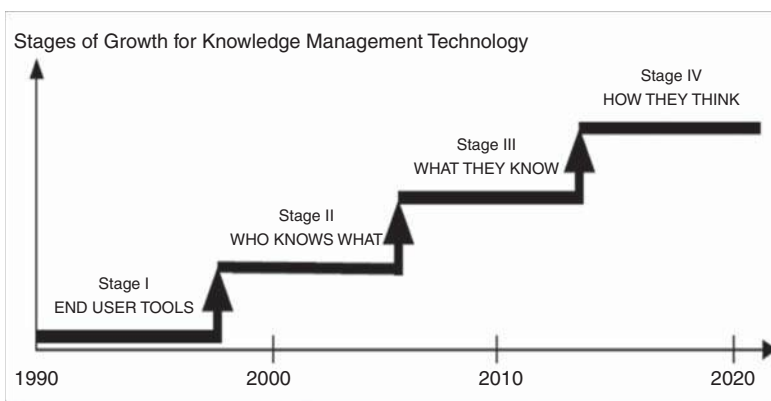 Stages of Growth for Knowledge Management Technology
Stage IV
HOW THEY THINK
Stage III
WHAT THEY KNOW
Stage II
WHO KNOWS WHAT
Stage I
END USER TOOLS
1990
2000
2010
2020